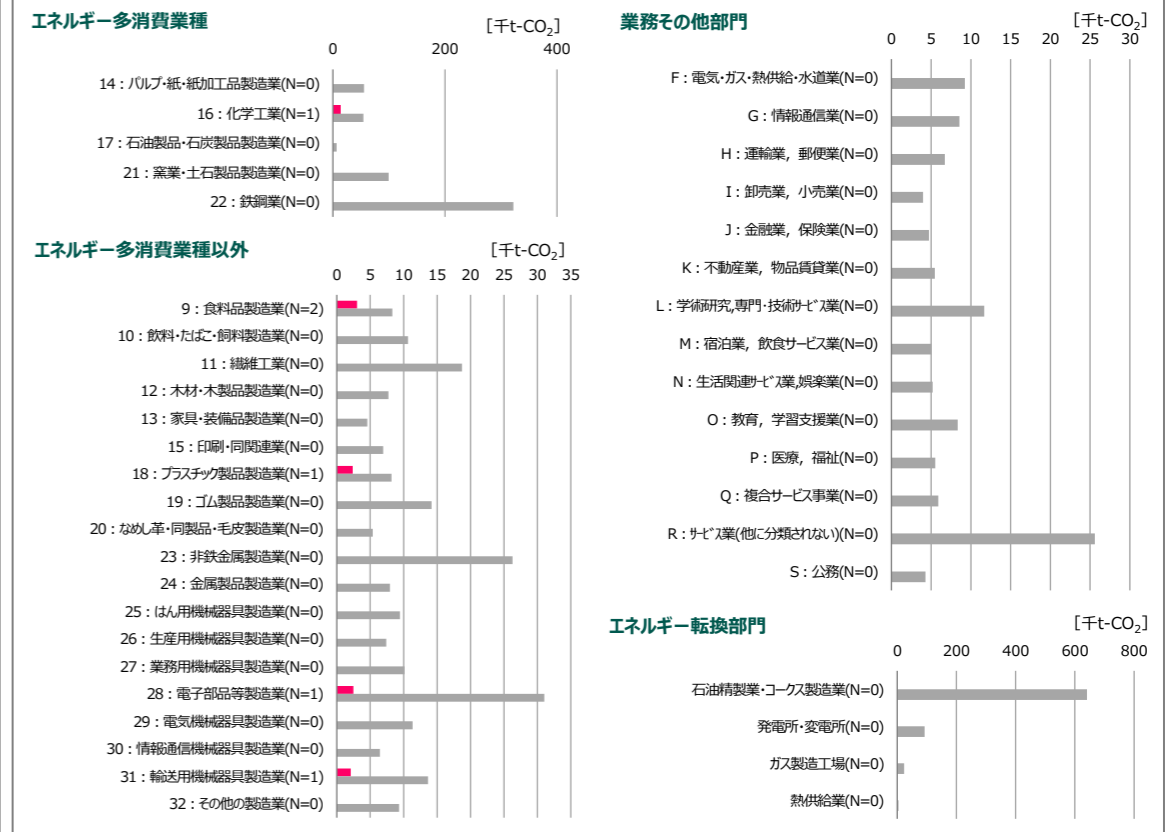 エネルギー多消費業種
[千t-CO₂]
0 200 400
14：パルプ・紙・紙加工品製造業(N=0)
16：化学工業(N=1)
17：石油製品・石炭製品製造業(N=0)
21：窯業・土石製品製造業(N=0)
22：鉄鋼業(N=0)
エネルギー多消費業種以外
[千t-CO₂]
0 5 10 15 20 25 30 35
9：食料品製造業(N=2)
10：飲料・たばこ・飼料製造業(N=0)
11：繊維工業(N=0)
12：木材・木製品製造業(N=0)
13：家具・装備品製造業(N=0)
15：印刷・同関連業(N=0)
18：プラスチック製品製造業(N=1)
19：ゴム製品製造業(N=0)
20：なめし革・同製品・毛皮製造業(N=0)
23：非鉄金属製造業(N=0)
24：金属製品製造業(N=0)
25：はん用機械器具製造業(N=0)
26：生産用機械器具製造業(N=0)
27：業務用機械器具製造業(N=0)
28：電子部品等製造業(N=1)
29：電気機械器具製造業(N=0)
30：情報通信機械器具製造業(N=0)
31：輸送用機械器具製造業(N=1)
32：その他の製造業(N=0)
業務その他部門
[千t-CO₂]
0 5 10 15 20 25 30
F：電気・ガス・熱供給・水道業(N=0)
G：情報通信業(N=0)
H：運輸業，郵便業(N=0)
I：卸売業，小売業(N=0)
J：金融業，保険業(N=0)
K：不動産業，物品賃貸業(N=0)
L：学術研究,専門・技術ｻｰﾋﾞｽ業(N=0)
M：宿泊業，飲食サービス業(N=0)
N：生活関連ｻｰﾋﾞｽ業,娯楽業(N=0)
O：教育，学習支援業(N=0)
P：医療，福祉(N=0)
Q：複合サービス事業(N=0)
R：ｻｰﾋﾞｽ業(他に分類されない)(N=0)
S：公務(N=0)
エネルギー転換部門
[千t-CO₂]
0 200 400 600 800
石油精製業・コークス製造業(N=0)
発電所・変電所(N=0)
ガス製造工場(N=0)
熱供給業(N=0)